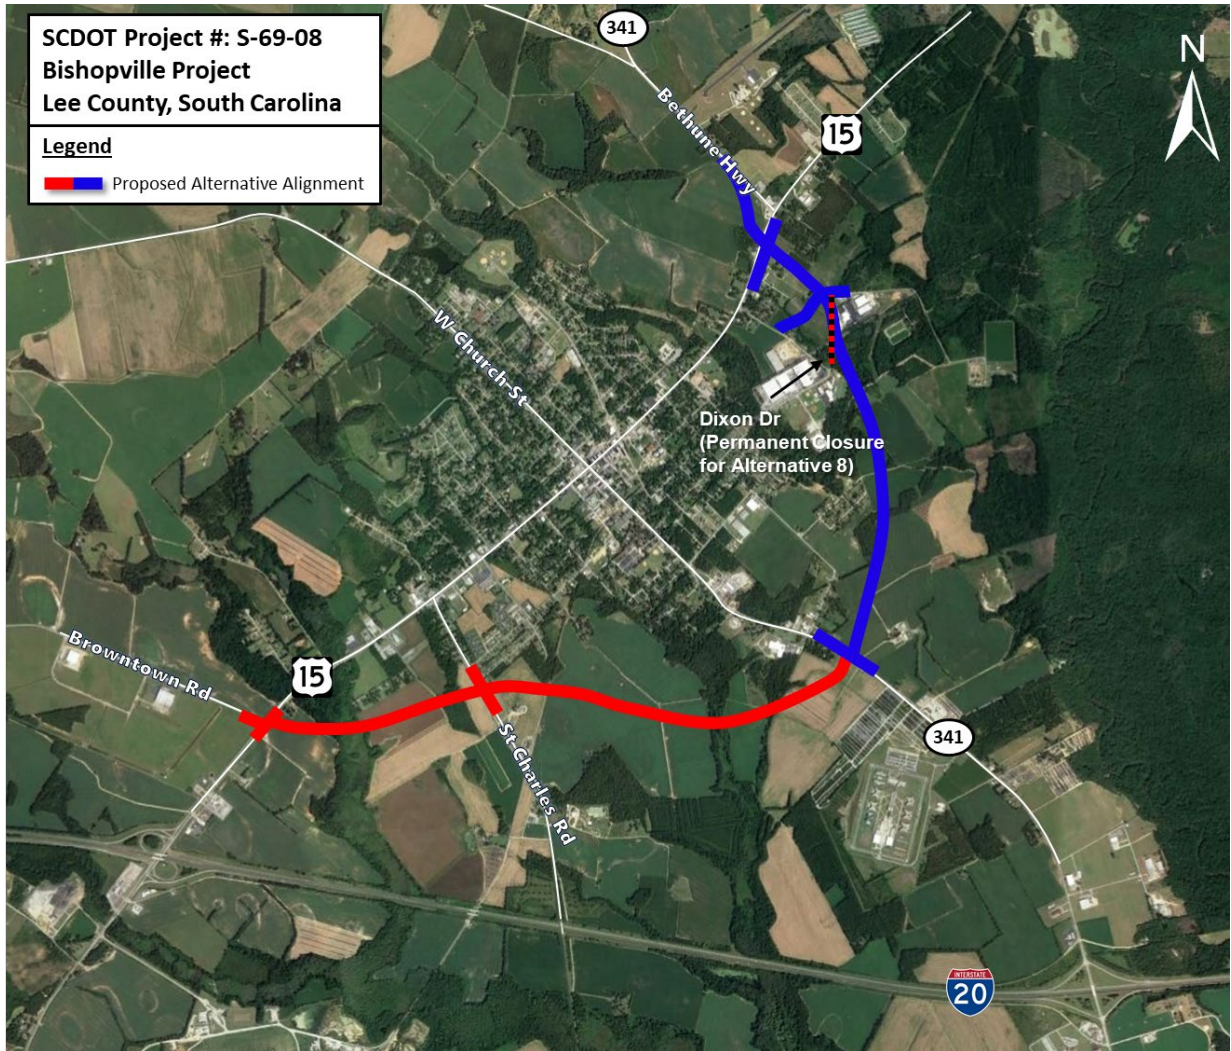 SCDOT Project #: S-69-08
Bishopville Project
Lee County, South Carolina
Legend
Proposed Alternative Alignment
341
N
Bethune Hwy
15
W Church St
Dixon Dr
(Permanent Closure
for Alternative 8)
Browntown Rd
15
St Charles Rd
341
INTERSTATE
20